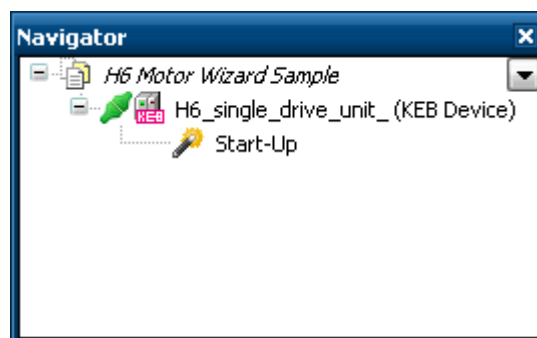 Navigator
H6 Motor Wizard Sample
KEB H6_single_drive_unit_ (KEB Device)
Start-Up